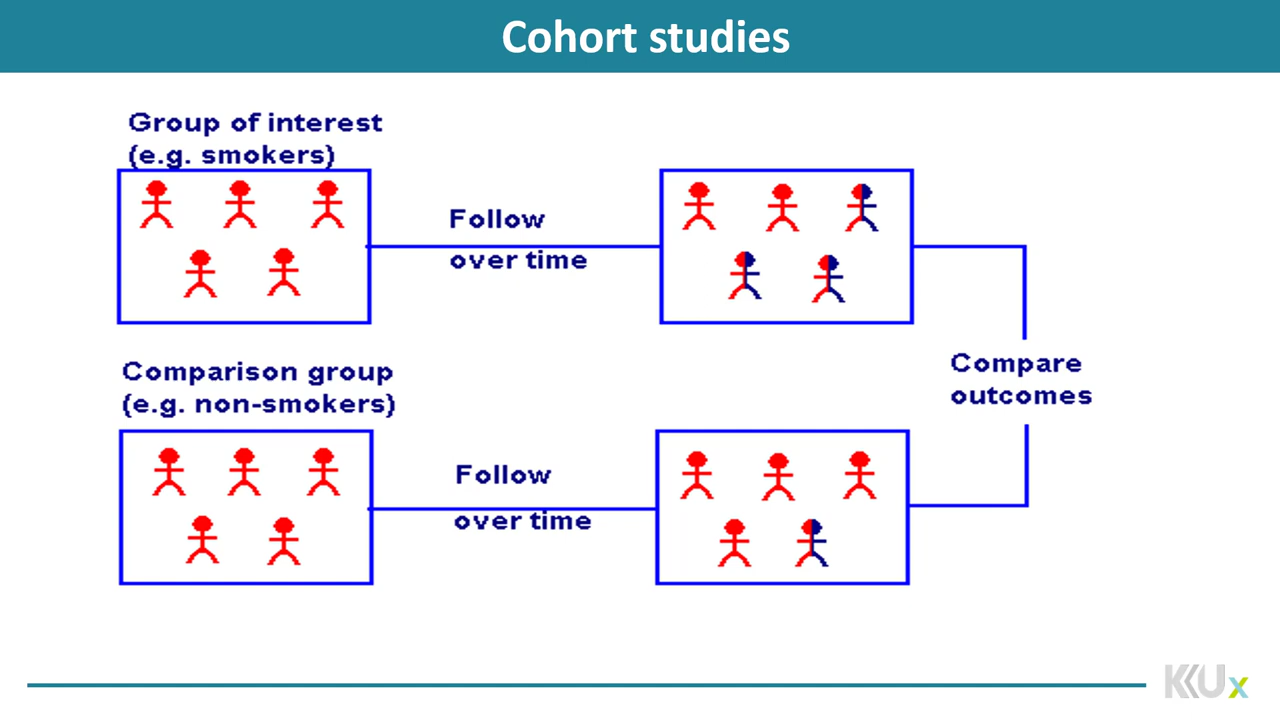 Cohort studies
Group of interest
(e.g. smokers)
Follow
over time
Compare
outcomes
Comparison group
(e.g. non-smokers)
Follow
over time
KKUx